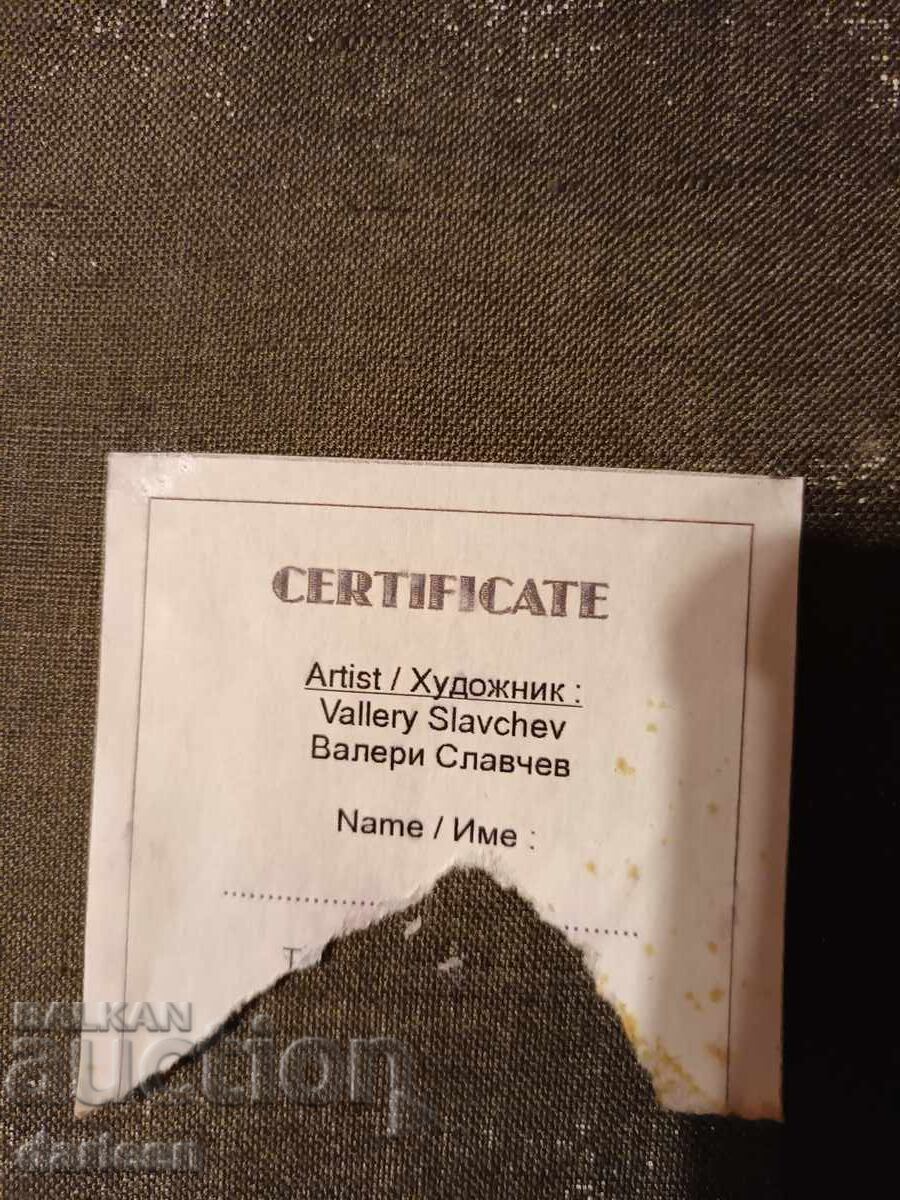 CERTIFICATE
Artist / Художник :
Vallery Slavchev
Валери Славчев
Name / Име :
BALKAN
auction
darieen